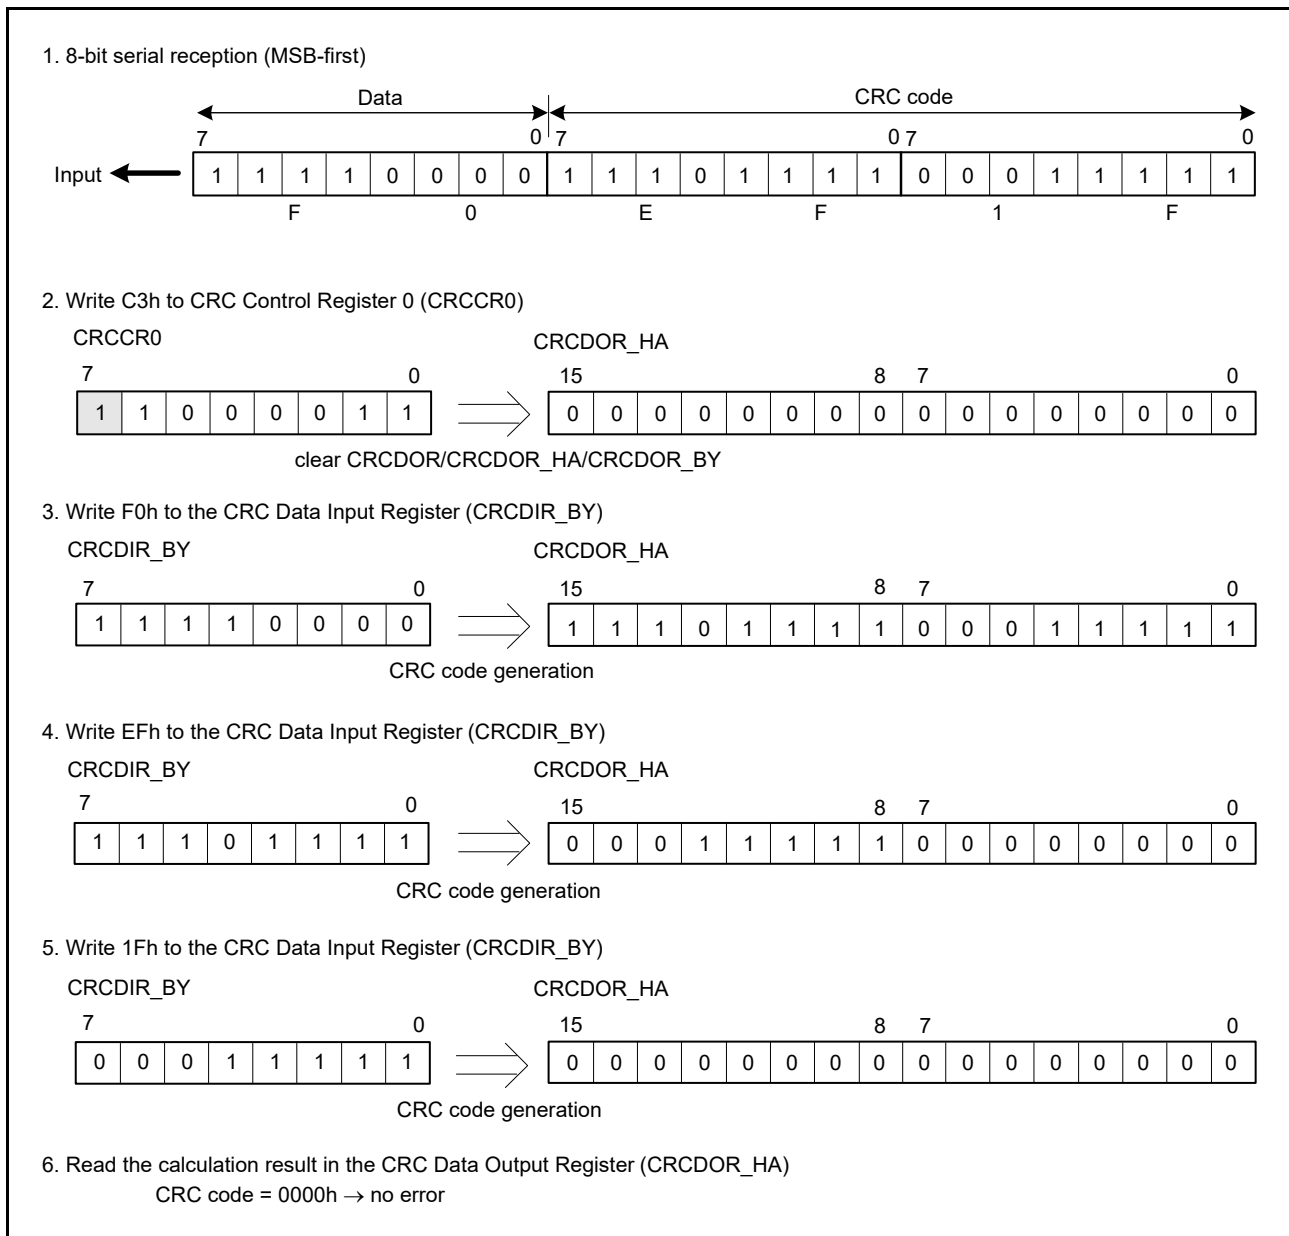 1. 8-bit serial reception (MSB-first)
Data CRC code
7 0 7 0 7 0
Input 1 1 1 1 0 0 0 0 1 1 1 0 1 1 1 1 0 0 0 1 1 1 1 1
F 0 E F 1 F
2. Write C3h to CRC Control Register 0 (CRCCR0)
CRCCR0 CRCDOR_HA
7 0 15 8 7 0
1 1 0 0 0 0 1 1 0 0 0 0 0 0 0 0 0 0 0 0 0 0 0 0
clear CRCDOR/CRCDOR_HA/CRCDOR_BY
3. Write F0h to the CRC Data Input Register (CRCDIR_BY)
CRCDIR_BY CRCDOR_HA
7 0 15 8 7 0
1 1 1 1 0 0 0 0 1 1 1 0 1 1 1 1 0 0 0 1 1 1 1 1
CRC code generation
4. Write EFh to the CRC Data Input Register (CRCDIR_BY)
CRCDIR_BY CRCDOR_HA
7 0 15 8 7 0
1 1 1 0 1 1 1 1 0 0 0 1 1 1 1 1 0 0 0 0 0 0 0 0
CRC code generation
5. Write 1Fh to the CRC Data Input Register (CRCDIR_BY)
CRCDIR_BY CRCDOR_HA
7 0 15 8 7 0
0 0 0 1 1 1 1 1 0 0 0 0 0 0 0 0 0 0 0 0 0 0 0 0
CRC code generation
6. Read the calculation result in the CRC Data Output Register (CRCDOR_HA)
CRC code = 0000h → no error